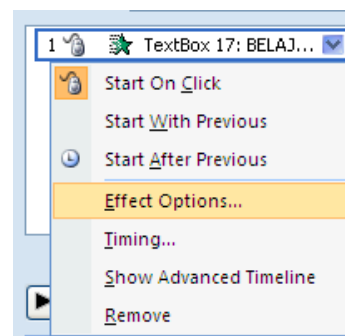 1 TextBox 17: BELAJ...
Start On Click
Start With Previous
Start After Previous
Effect Options...
Timing...
Show Advanced Timeline
Remove